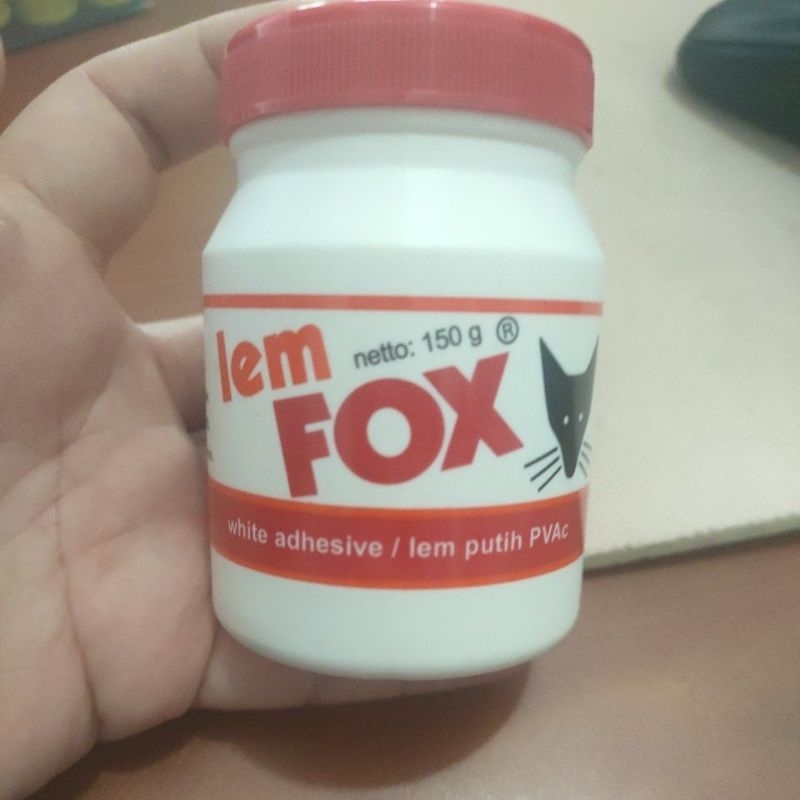 lem
netto: 150 g ®
FOX
white adhesive / lem putih PVAc